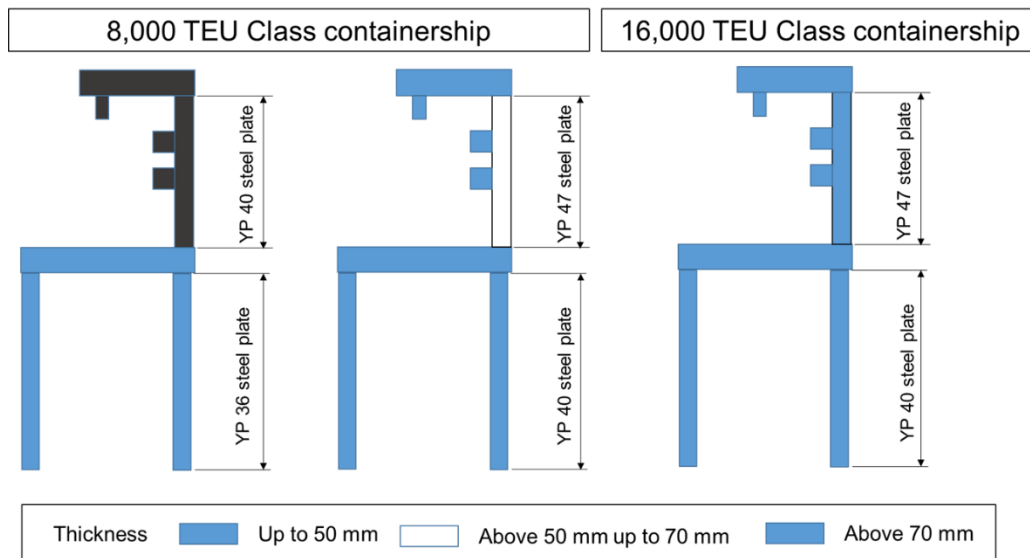 8,000 TEU Class containership
16,000 TEU Class containership
YP 40 steel plate
YP 36 steel plate
YP 47 steel plate
YP 40 steel plate
YP 47 steel plate
YP 40 steel plate
Thickness
Up to 50 mm
Above 50 mm up to 70 mm
Above 70 mm